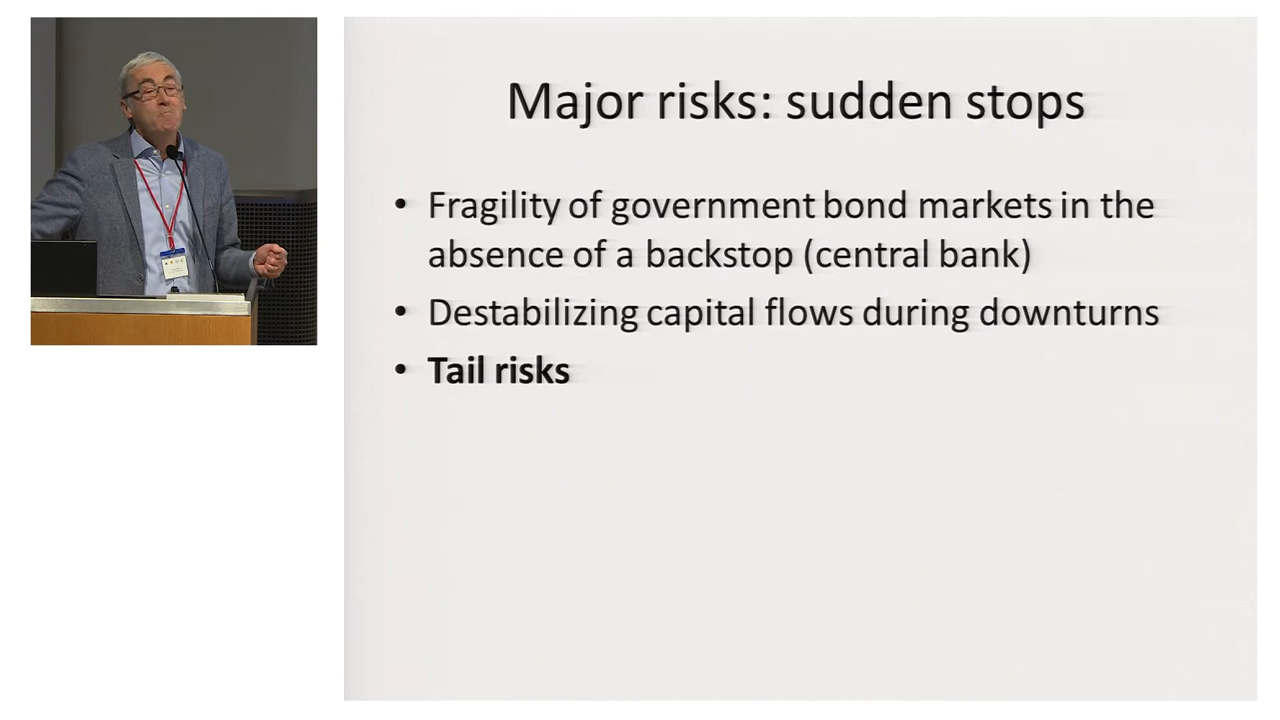 Major risks: sudden stops
• Fragility of government bond markets in the
absence of a backstop (central bank)
• Destabilizing capital flows during downturns
• Tail risks